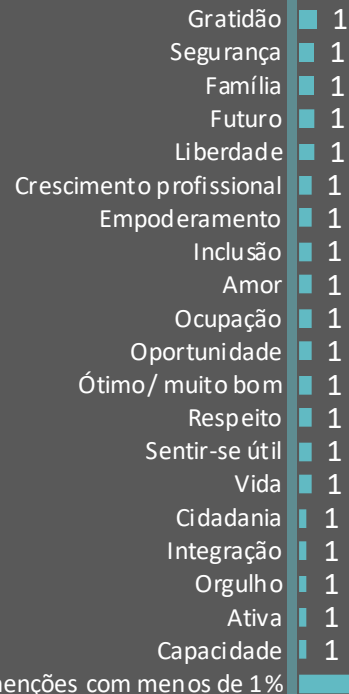 Gratidão 1
Segurança 1
Família 1
Futuro 1
Liberdade 1
Crescimento profissional 1
Empoderamento 1
Inclusão 1
Amor 1
Ocupação 1
Oportunidade 1
Ótimo/ muito bom 1
Respeito 1
Sentir-se útil 1
Vida 1
Cidadania 1
Integração 1
Orgulho 1
Ativa 1
Capacidade 1
com menos de 1%